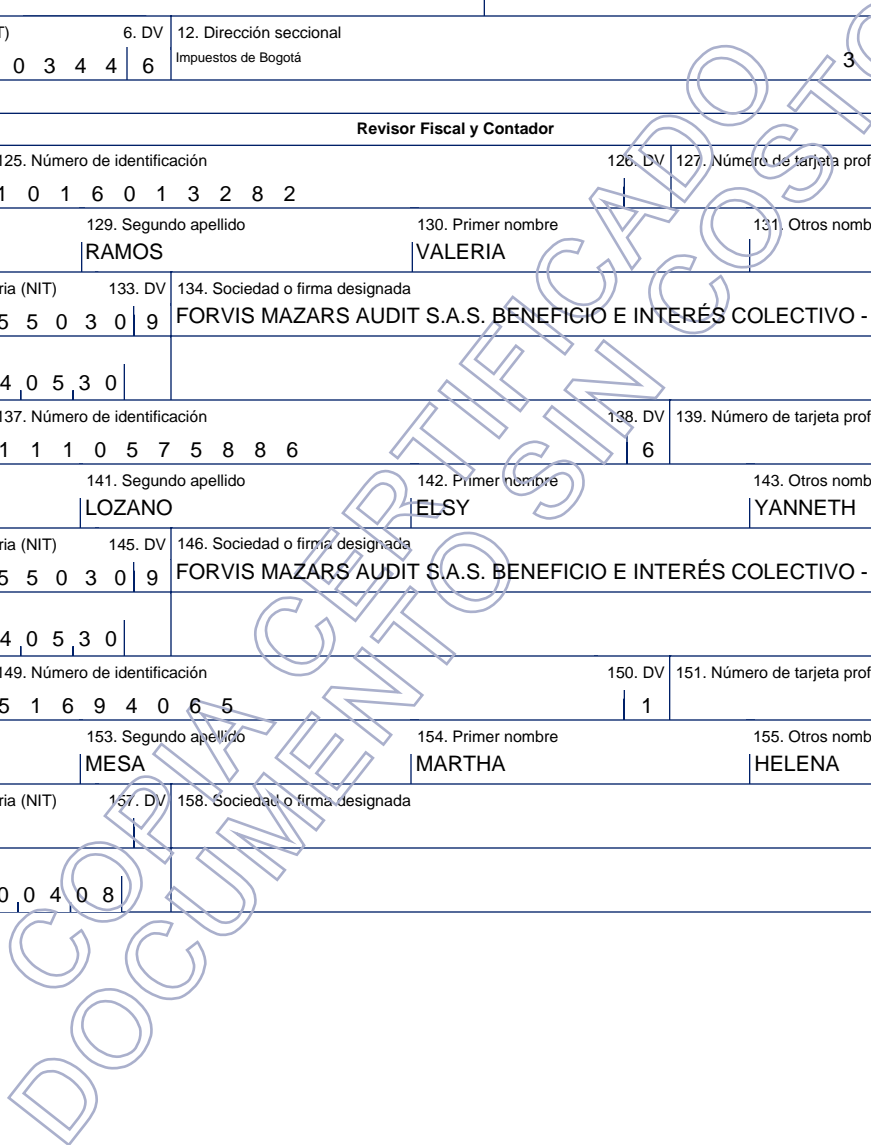 T) 6. DV 12. Dirección seccional
0 3 4 4 6 Impuestos de Bogotá 3
Revisor Fiscal y Contador
125. Número de identificación 126. DV 127. Número de tarjeta prof
1 0 1 6 0 1 3 2 8 2
129. Segundo apellido 130. Primer nombre 131. Otros nomb
RAMOS VALERIA
ria (NIT) 133. DV 134. Sociedad o firma designada
5 5 0 3 0 9 FORVIS MAZARS AUDIT S.A.S. BENEFICIO E INTERÉS COLECTIVO -
4 0 5 3 0
137. Número de identificación 138. DV 139. Número de tarjeta prof
1 1 1 0 5 7 5 8 8 6 6
141. Segundo apellido 142. Primer nombre 143. Otros nomb
LOZANO ELSY YANNETH
ria (NIT) 145. DV 146. Sociedad o firma designada
5 5 0 3 0 9 FORVIS MAZARS AUDIT S.A.S. BENEFICIO E INTERÉS COLECTIVO -
4 0 5 3 0
149. Número de identificación 150. DV 151. Número de tarjeta prof
5 1 6 9 4 0 6 5 1
153. Segundo apellido 154. Primer nombre 155. Otros nomb
MESA MARTHA HELENA
ria (NIT) 157. DV 158. Sociedad o firma designada
0 0 4 0 8
COPIA CERTIFICADO
DOCUMENTO SIN COSTO